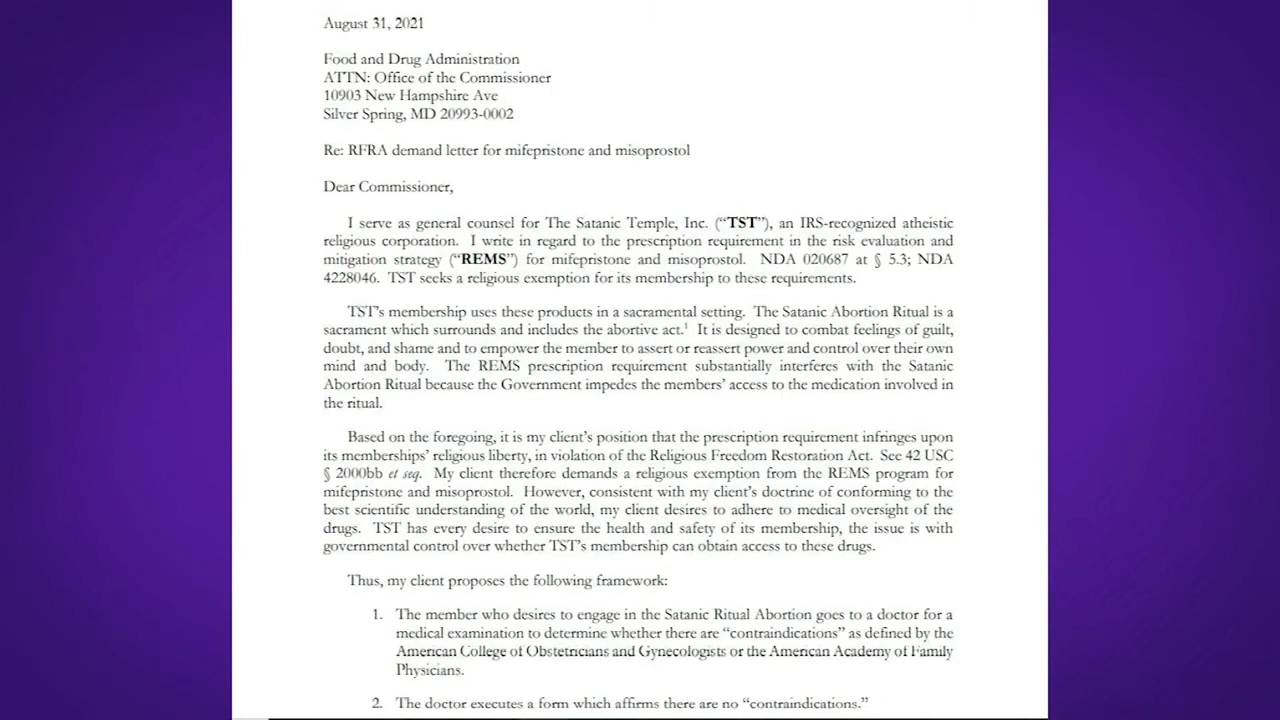 August 31, 2021
Food and Drug Administration
ATTN: Office of the Commissioner
10903 New Hampshire Ave
Silver Spring, MD 20993-0002
Re: RFRA demand letter for mifepristone and misoprostol
Dear Commissioner,
I serve as general counsel for The Satanic Temple, Inc. (“TST”), an IRS-recognized atheistic
religious corporation. I write in regard to the prescription requirement in the risk evaluation and
mitigation strategy (“REMS”) for mifepristone and misoprostol. NDA 020687 at § 5.3; NDA
4228046. TST seeks a religious exemption for its membership to these requirements.
TST’s membership uses these products in a sacramental setting. The Satanic Abortion Ritual is a
sacrament which surrounds and includes the abortive act.¹ It is designed to combat feelings of guilt,
doubt, and shame and to empower the member to assert or reassert power and control over their own
mind and body. The REMS prescription requirement substantially interferes with the Satanic
Abortion Ritual because the Government impedes the members’ access to the medication involved in
the ritual.
Based on the foregoing, it is my client’s position that the prescription requirement infringes upon
its memberships’ religious liberty, in violation of the Religious Freedom Restoration Act. See 42 USC
§ 2000bb et seq. My client therefore demands a religious exemption from the REMS program for
mifepristone and misoprostol. However, consistent with my client’s doctrine of conforming to the
best scientific understanding of the world, my client desires to adhere to medical oversight of the
drugs. TST has every desire to ensure the health and safety of its membership, the issue is with
governmental control over whether TST’s membership can obtain access to these drugs.
Thus, my client proposes the following framework:
1. The member who desires to engage in the Satanic Ritual Abortion goes to a doctor for a
medical examination to determine whether there are “contraindications” as defined by the
American College of Obstetricians and Gynecologists or the American Academy of Family
Physicians.
2. The doctor executes a form which affirms there are no “contraindications.”